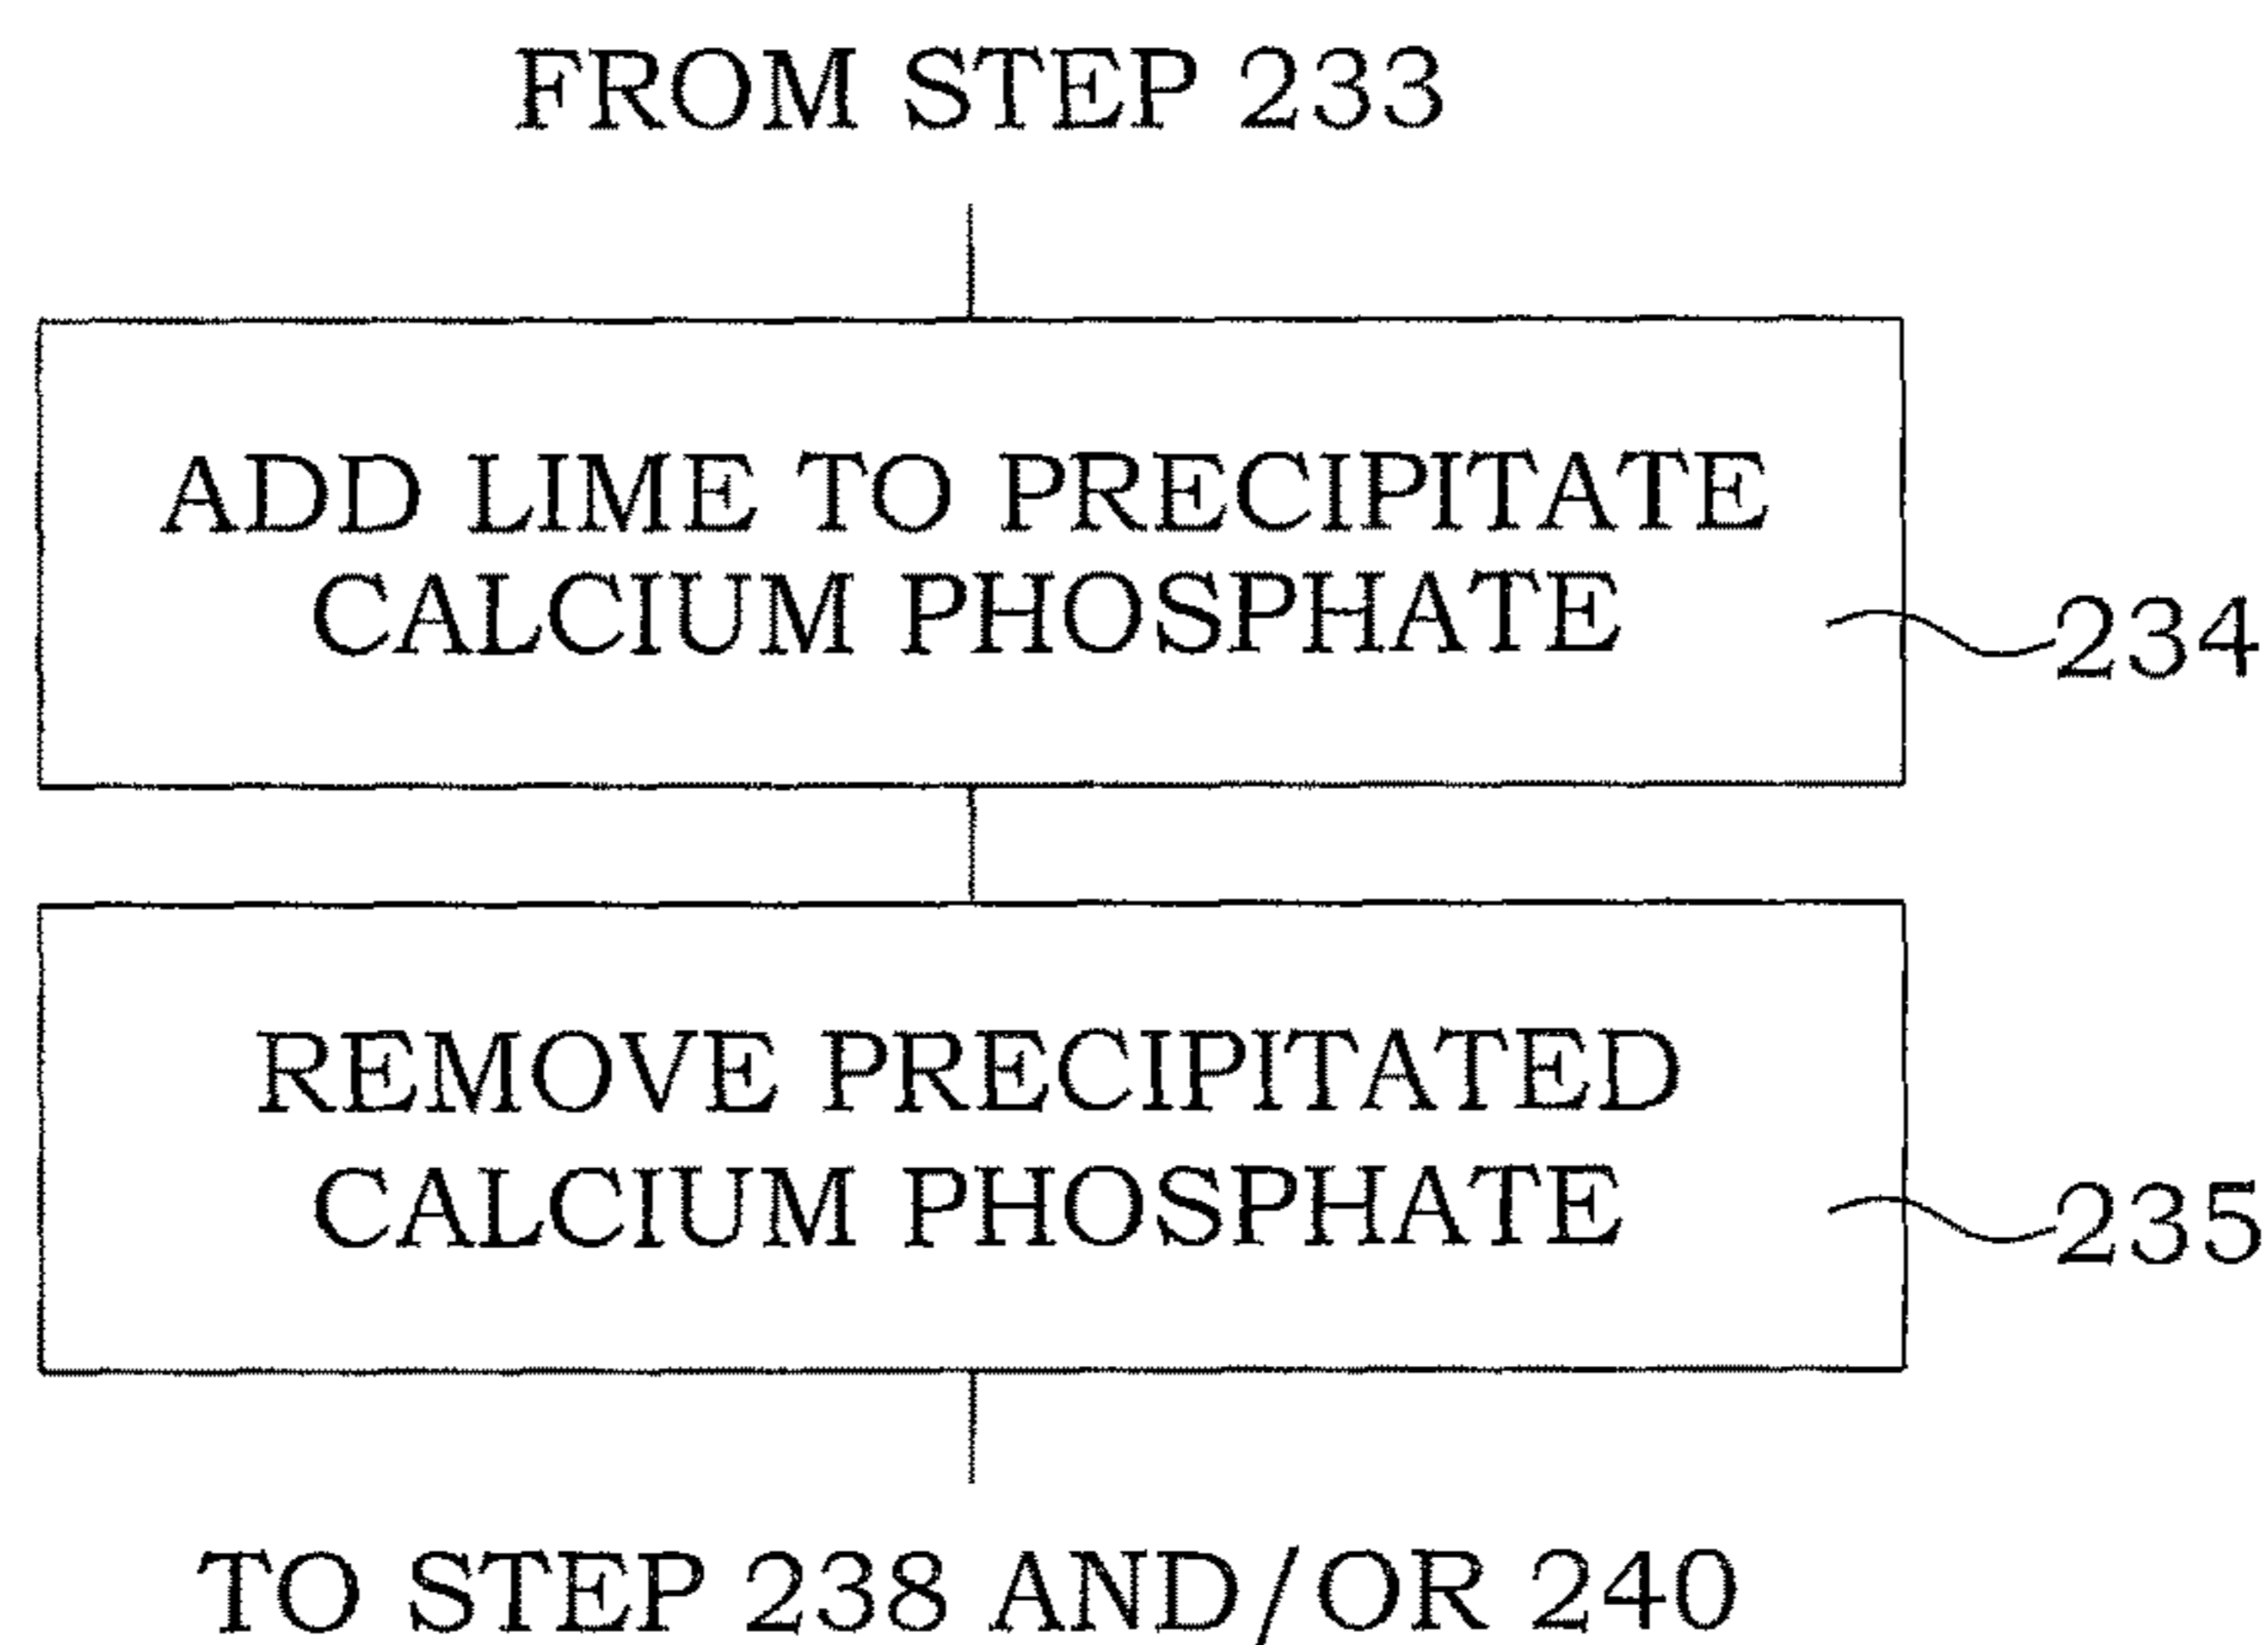 FROM STEP 233
ADD LIME TO PRECIPITATE
CALCIUM PHOSPHATE
234
REMOVE PRECIPITATED
CALCIUM PHOSPHATE
235
TO STEP 238 AND/OR 240